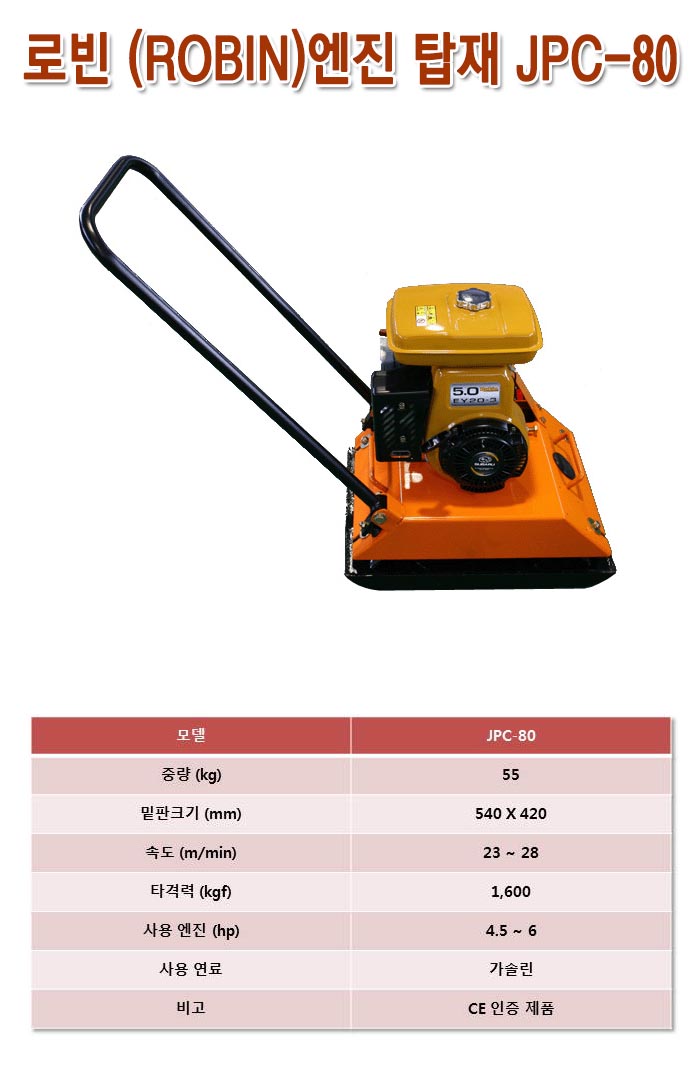 로빈 (ROBIN)엔진 탑재 JPC-80
5.0
EY20-3
SUBARU
모델 JPC-80
중량 (kg) 55
밑판크기 (mm) 540 X 420
속도 (m/min) 23 ~ 28
타격력 (kgf) 1,600
사용 엔진 (hp) 4.5 ~ 6
사용 연료 가솔린
비고 CE 인증 제품